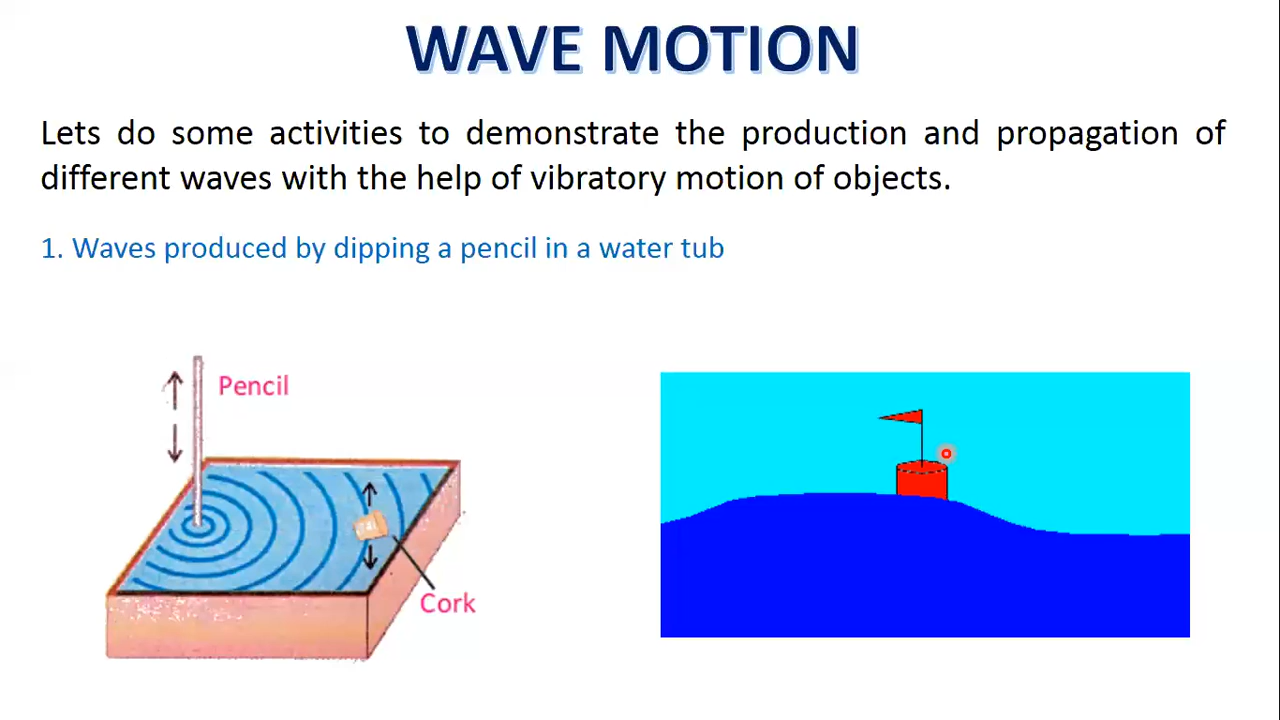 WAVE MOTION
Lets do some activities to demonstrate the production and propagation of
different waves with the help of vibratory motion of objects.
1. Waves produced by dipping a pencil in a water tub
Pencil
Cork